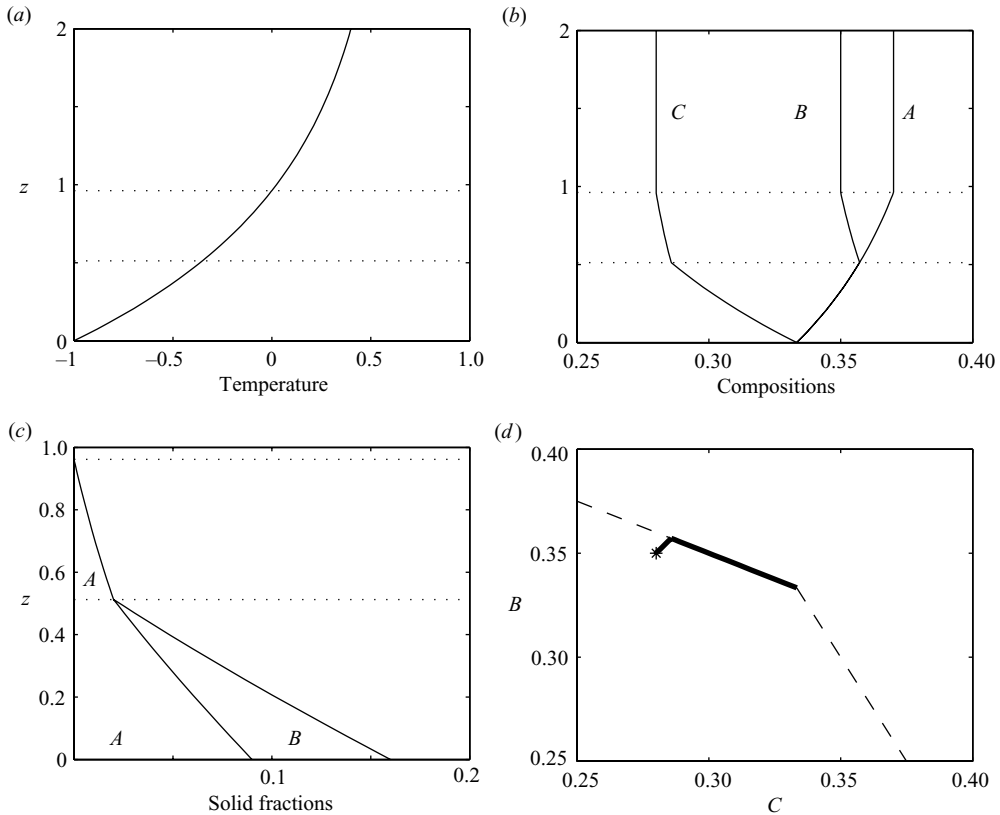 (a)
2
1
z
0
–1
–0.5
0
0.5
1.0
Temperature
(b)
2
C
B
A
1
0
0.25
0.30
0.35
0.40
Compositions
(c)
1.0
0.8
0.6
A
z
0.4
0.2
A
B
0
0.1
0.2
Solid fractions
(d)
0.40
0.35
B
0.30
0.25
0.25
0.30
0.35
0.40
C